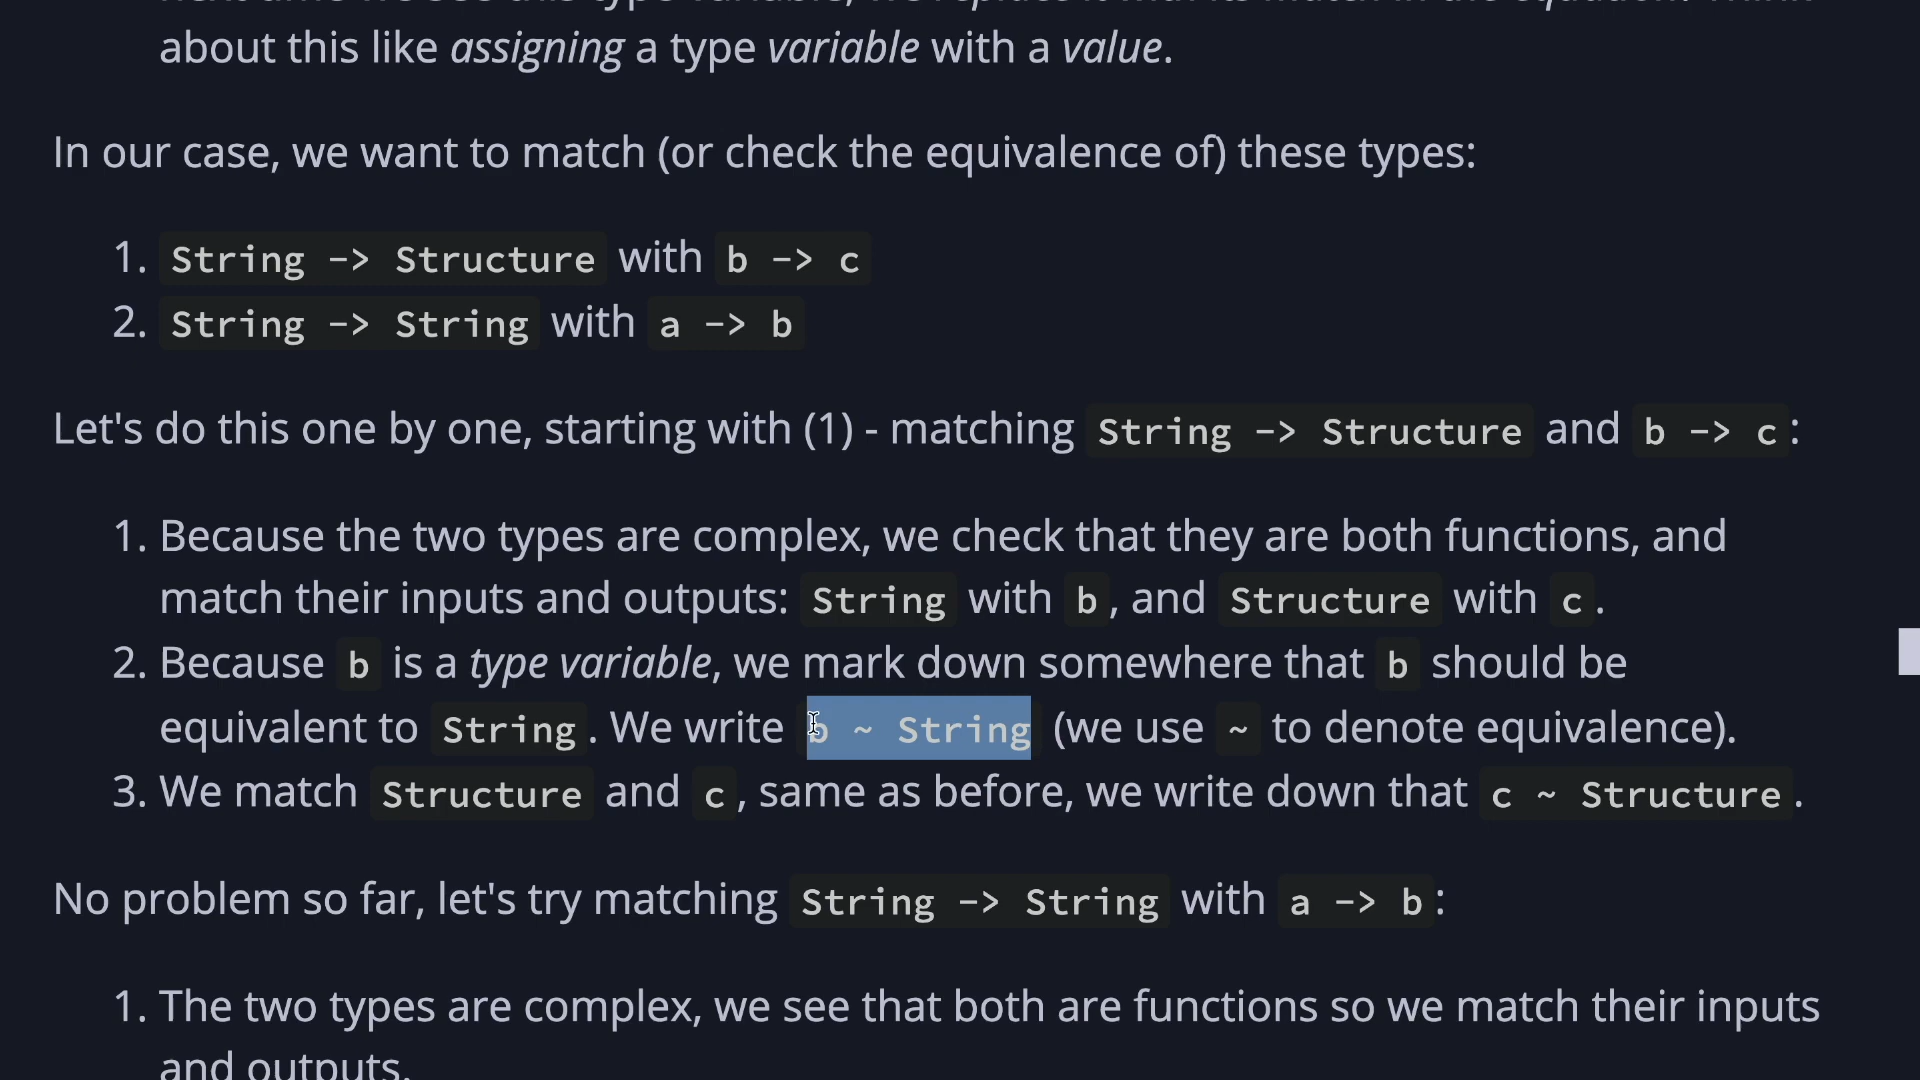 about this like assigning a type variable with a value.
In our case, we want to match (or check the equivalence of) these types:
1. String -> Structure with b -> c
2. String -> String with a -> b
Let's do this one by one, starting with (1) - matching String -> Structure and b -> c:
1. Because the two types are complex, we check that they are both functions, and
match their inputs and outputs: String with b, and Structure with c.
2. Because b is a type variable, we mark down somewhere that b should be
equivalent to String. We write b ~ String (we use ~ to denote equivalence).
3. We match Structure and c, same as before, we write down that c ~ Structure.
No problem so far, let's try matching String -> String with a -> b:
1. The two types are complex, we see that both are functions so we match their inputs
and outputs.